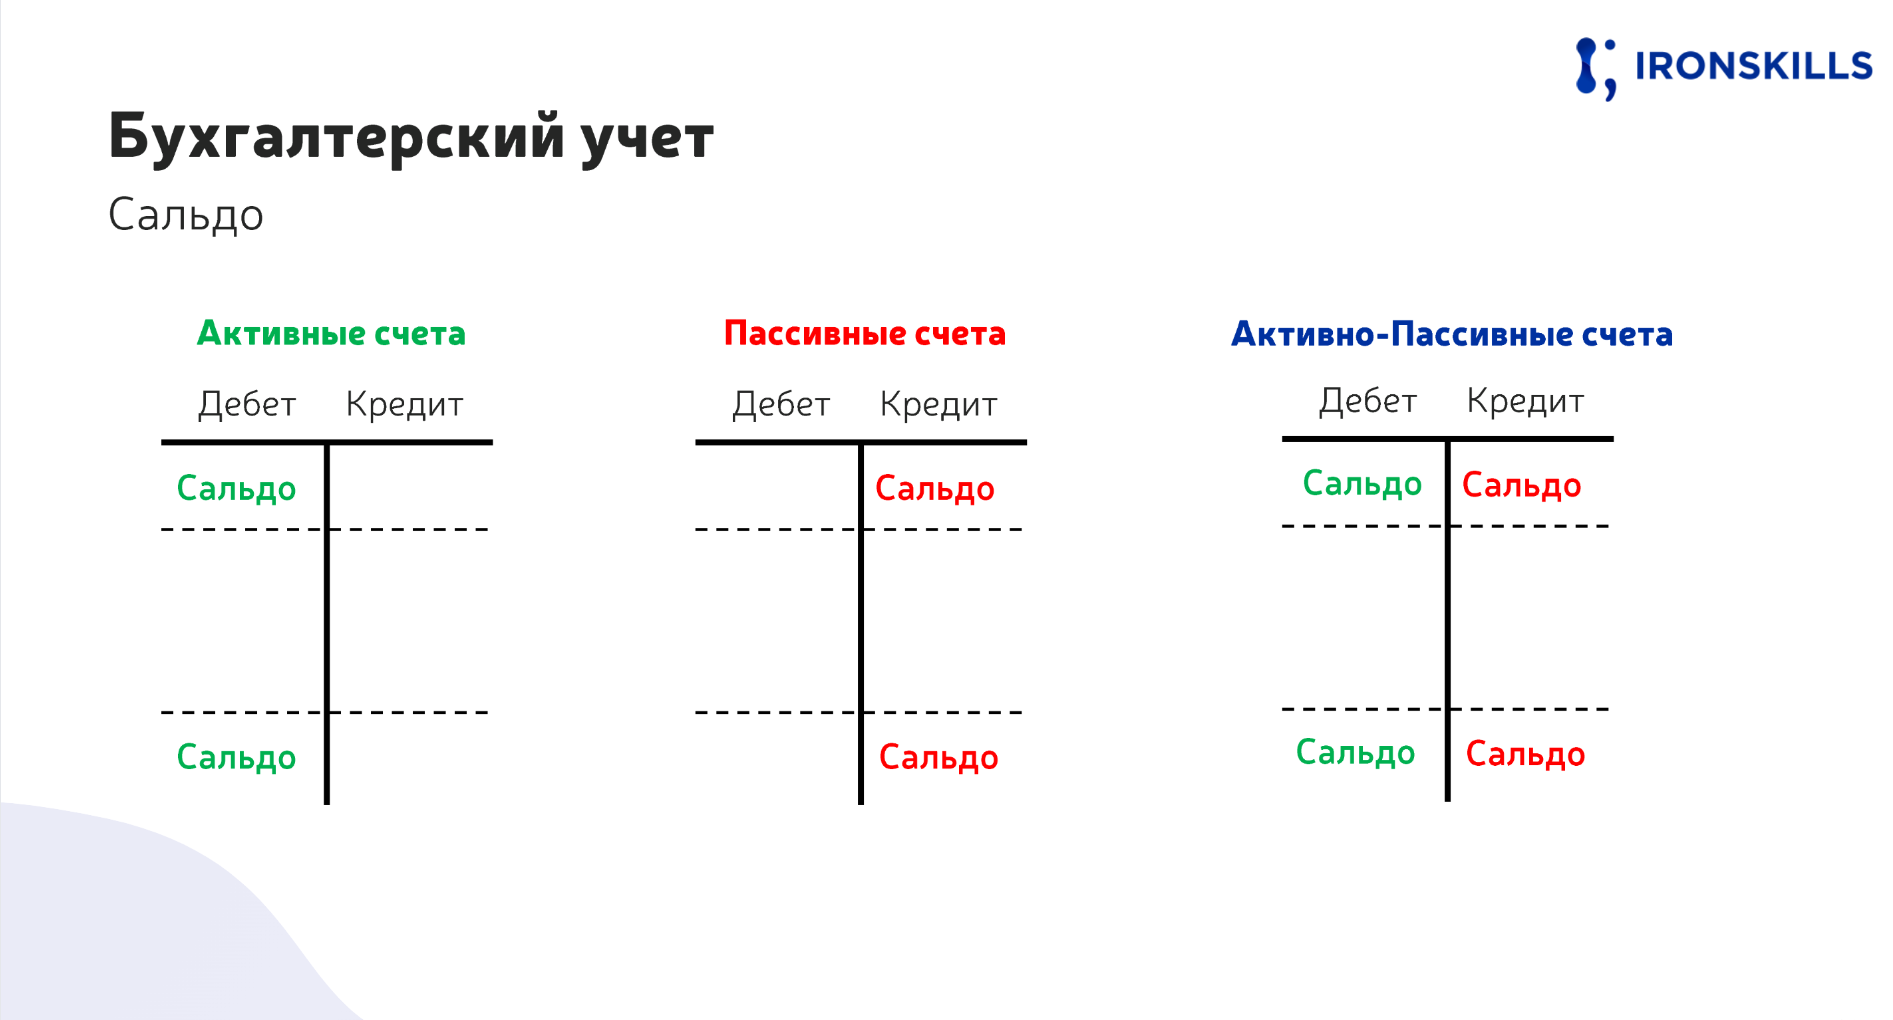 IRONSKILLS
Бухгалтерский учет
Сальдо
Активные счета Пассивные счета Активно-Пассивные счета
Дебет Кредит Дебет Кредит Дебет Кредит
Сальдо Сальдо Сальдо Сальдо
Сальдо Сальдо Сальдо Сальдо